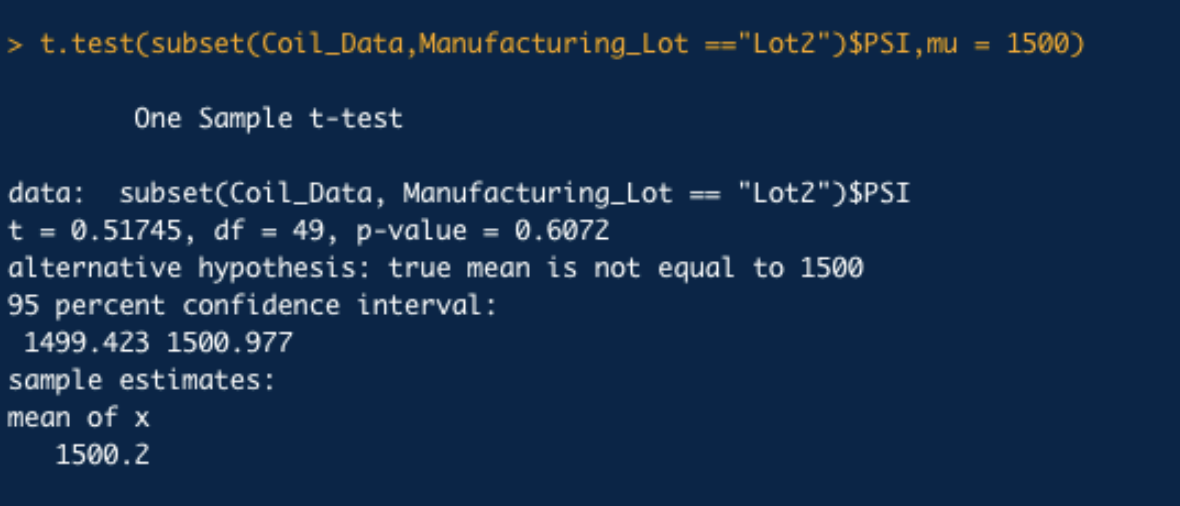 > t.test(subset(Coil_Data,Manufacturing_Lot =="Lot2")$PSI,mu = 1500)
One Sample t-test
data:  subset(Coil_Data, Manufacturing_Lot == "Lot2")$PSI
t = 0.51745, df = 49, p-value = 0.6072
alternative hypothesis: true mean is not equal to 1500
95 percent confidence interval:
1499.423 1500.977
sample estimates:
mean of x
1500.2